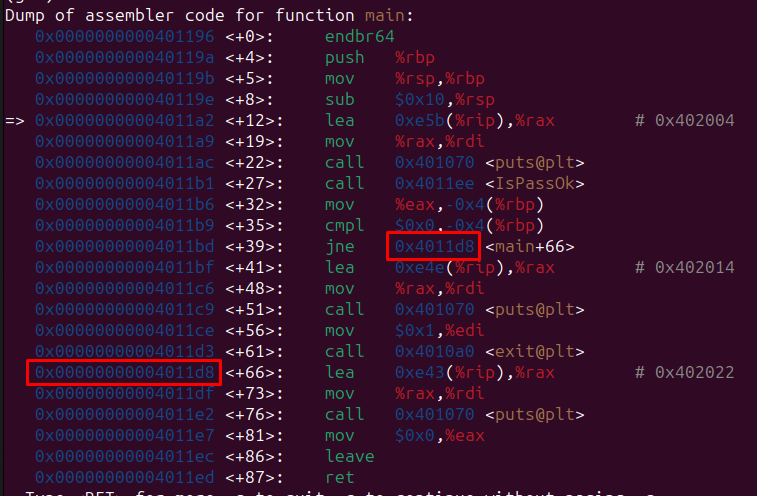 Dump of assembler code for function main:
0x0000000000401196 <+0>: endbr64
0x000000000040119a <+4>: push %rbp
0x000000000040119b <+5>: mov %rsp,%rbp
0x000000000040119e <+8>: sub $0x10,%rsp
=> 0x00000000004011a2 <+12>: lea 0xe5b(%rip),%rax # 0x402004
0x00000000004011a9 <+19>: mov %rax,%rdi
0x00000000004011ac <+22>: call 0x401070 <puts@plt>
0x00000000004011b1 <+27>: call 0x4011ee <IsPassOk>
0x00000000004011b6 <+32>: mov %eax,-0x4(%rbp)
0x00000000004011b9 <+35>: cmpl $0x0,-0x4(%rbp)
0x00000000004011bd <+39>: jne 0x4011d8 <main+66>
0x00000000004011bf <+41>: lea 0xe4e(%rip),%rax # 0x402014
0x00000000004011c6 <+48>: mov %rax,%rdi
0x00000000004011c9 <+51>: call 0x401070 <puts@plt>
0x00000000004011ce <+56>: mov $0x1,%edi
0x00000000004011d3 <+61>: call 0x4010a0 <exit@plt>
0x00000000004011d8 <+66>: lea 0xe43(%rip),%rax # 0x402022
0x00000000004011df <+73>: mov %rax,%rdi
0x00000000004011e2 <+76>: call 0x401070 <puts@plt>
0x00000000004011e7 <+81>: mov $0x0,%eax
0x00000000004011ec <+86>: leave
0x00000000004011ed <+87>: ret